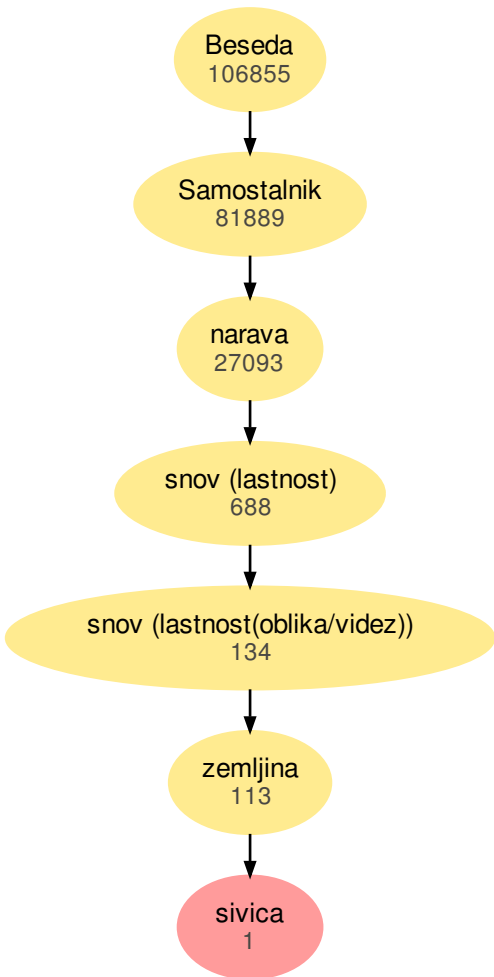 Beseda
106855
Samostalnik
81889
narava
27093
snov (lastnost)
688
snov (lastnost(oblika/videz))
134
zemljina
113
sivica
1